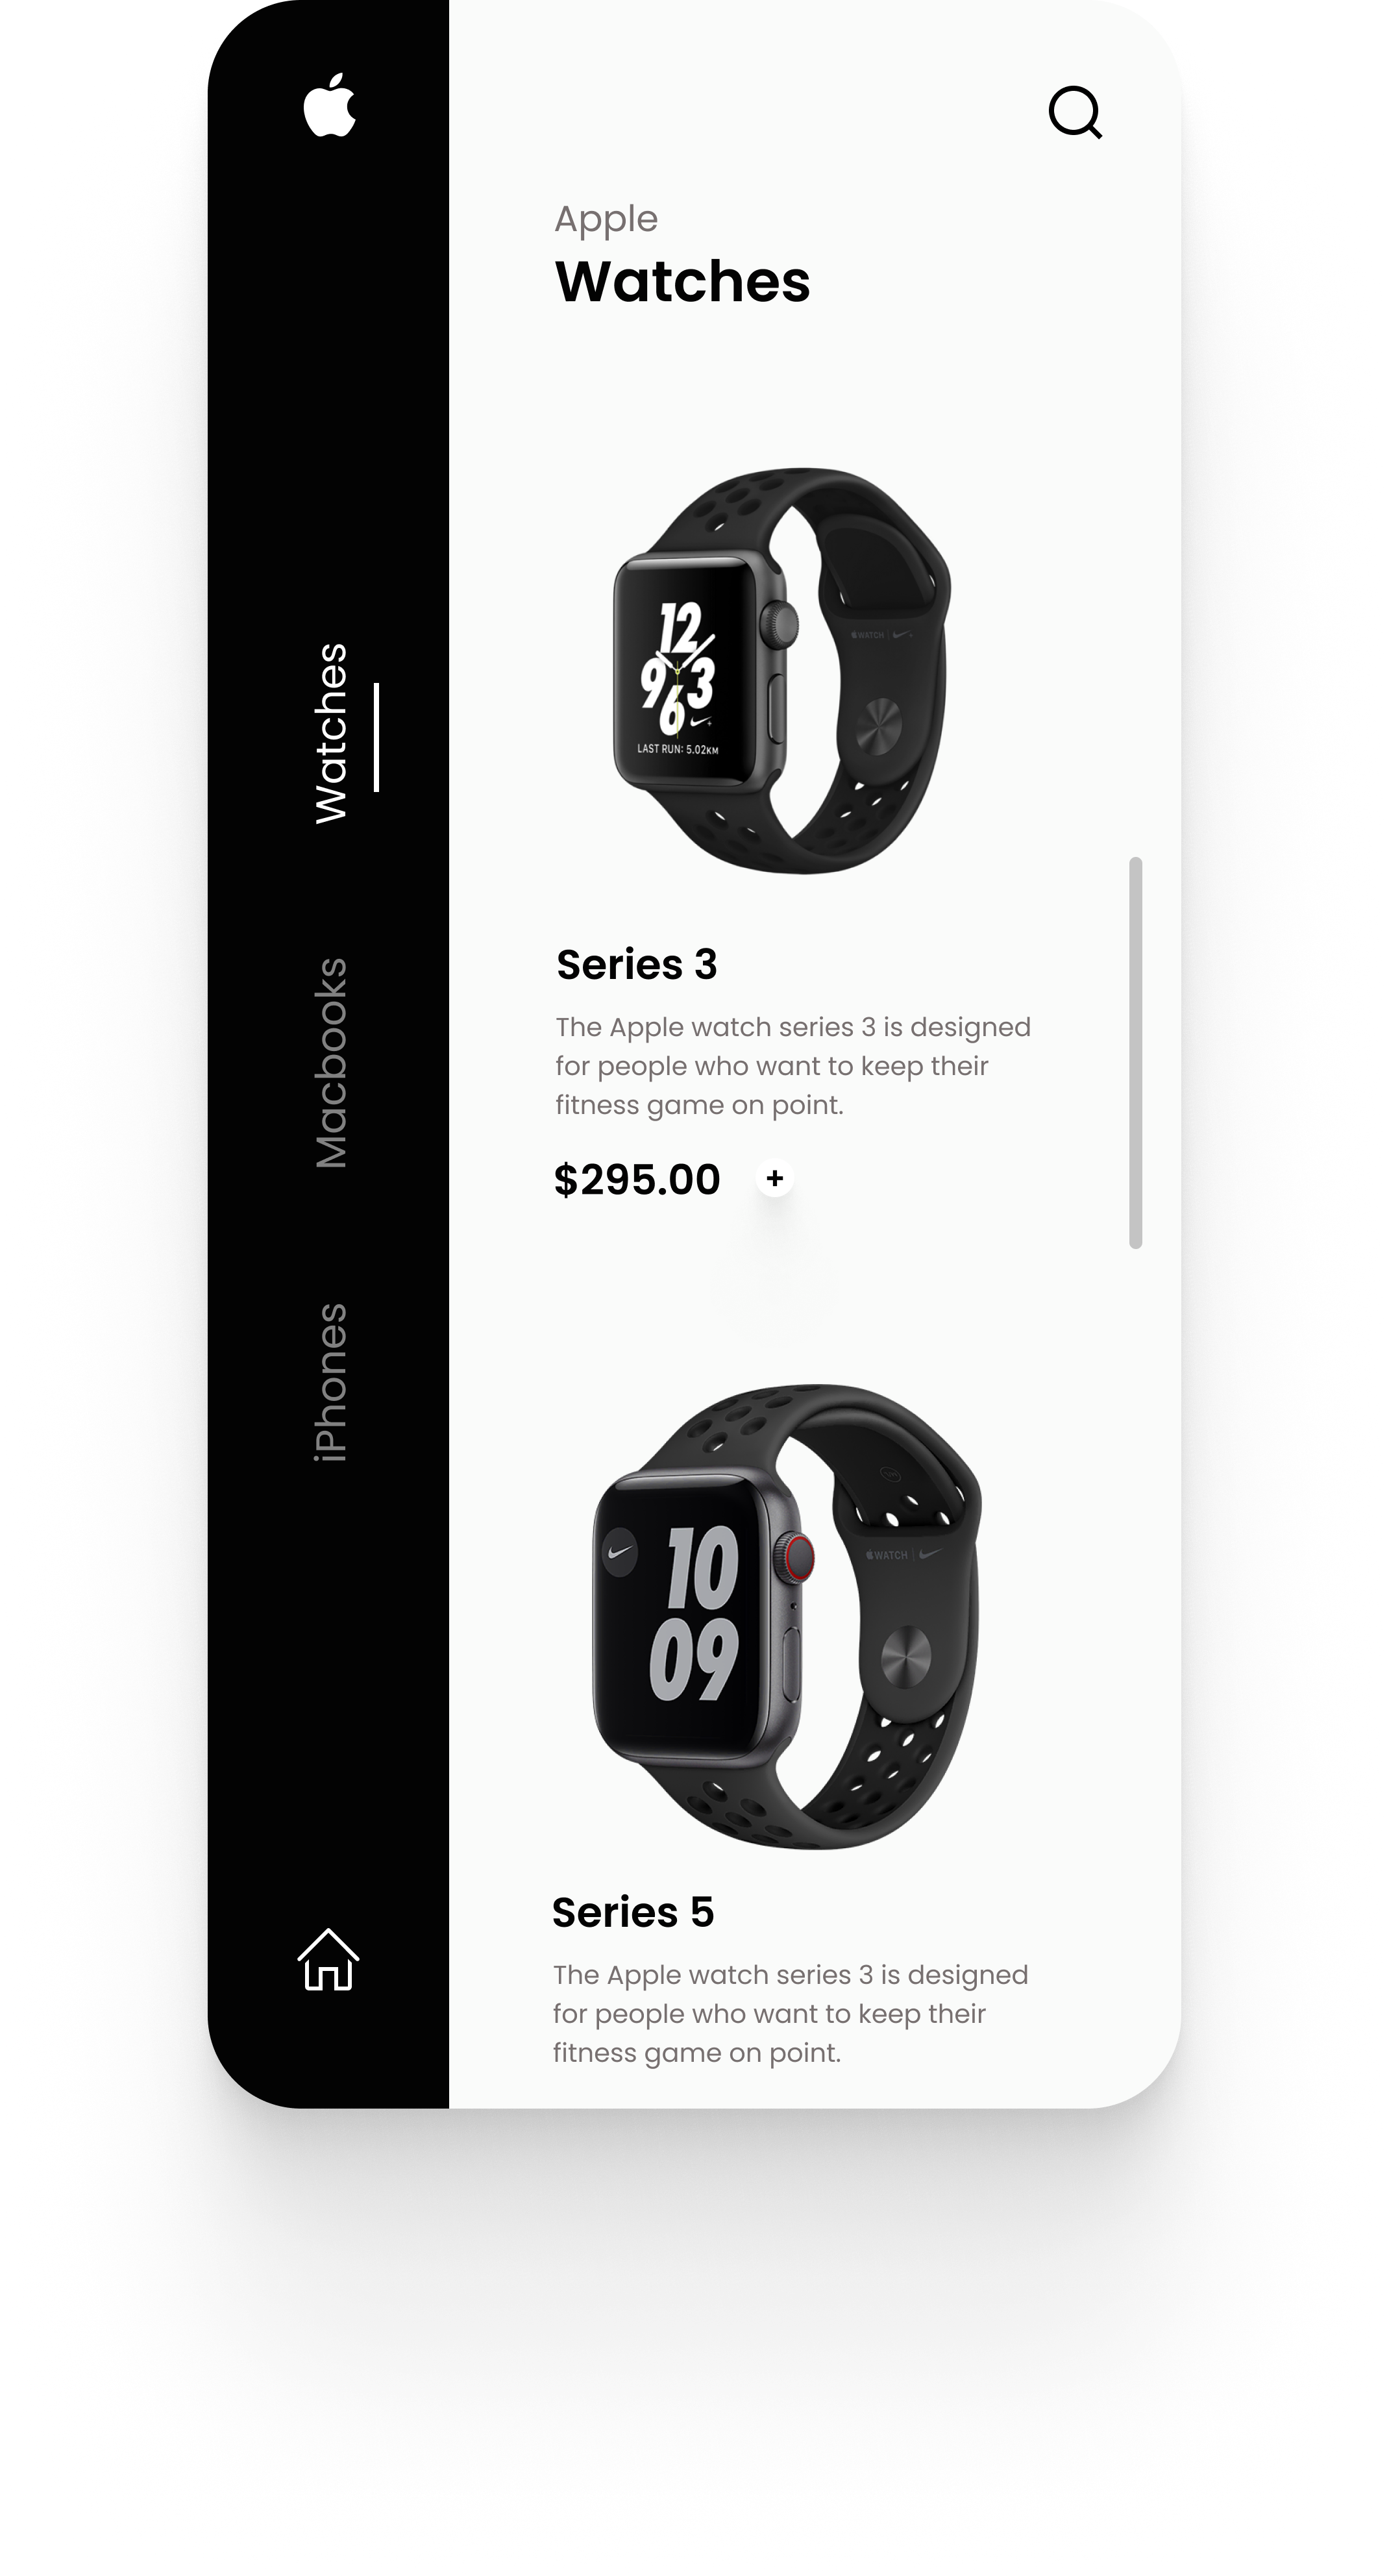 Apple
Watches
Watches
Macbooks
iPhones
12
9 3
6
LAST RUN: 5.02KM
WATCH
Series 3
The Apple watch series 3 is designed
for people who want to keep their
fitness game on point.
$295.00 +
10
09
WATCH
Series 5
The Apple watch series 3 is designed
for people who want to keep their
fitness game on point.